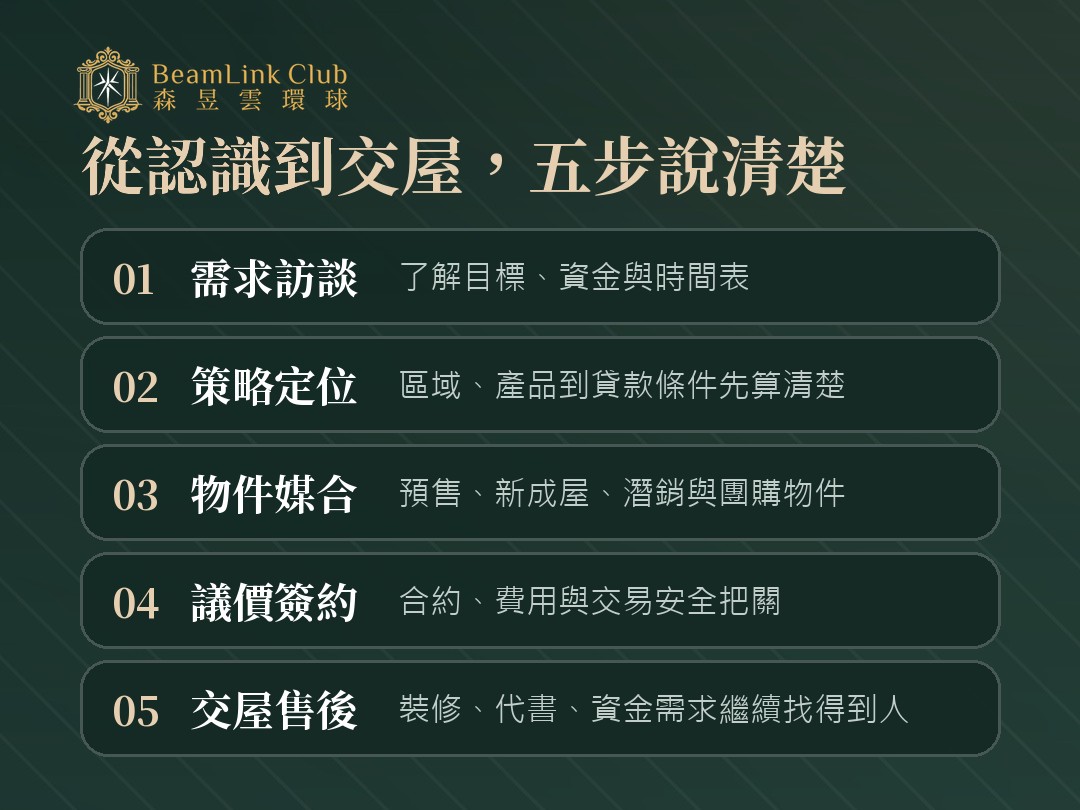 BeamLink Club
森昱雲環球
從認識到交屋，五步說清楚
01 需求訪談 了解目標、資金與時間表
02 策略定位 區域、產品到貸款條件先算清楚
03 物件媒合 預售、新成屋、潛銷與團購物件
04 議價簽約 合約、費用與交易安全把關
05 交屋售後 裝修、代書、資金需求繼續找得到人